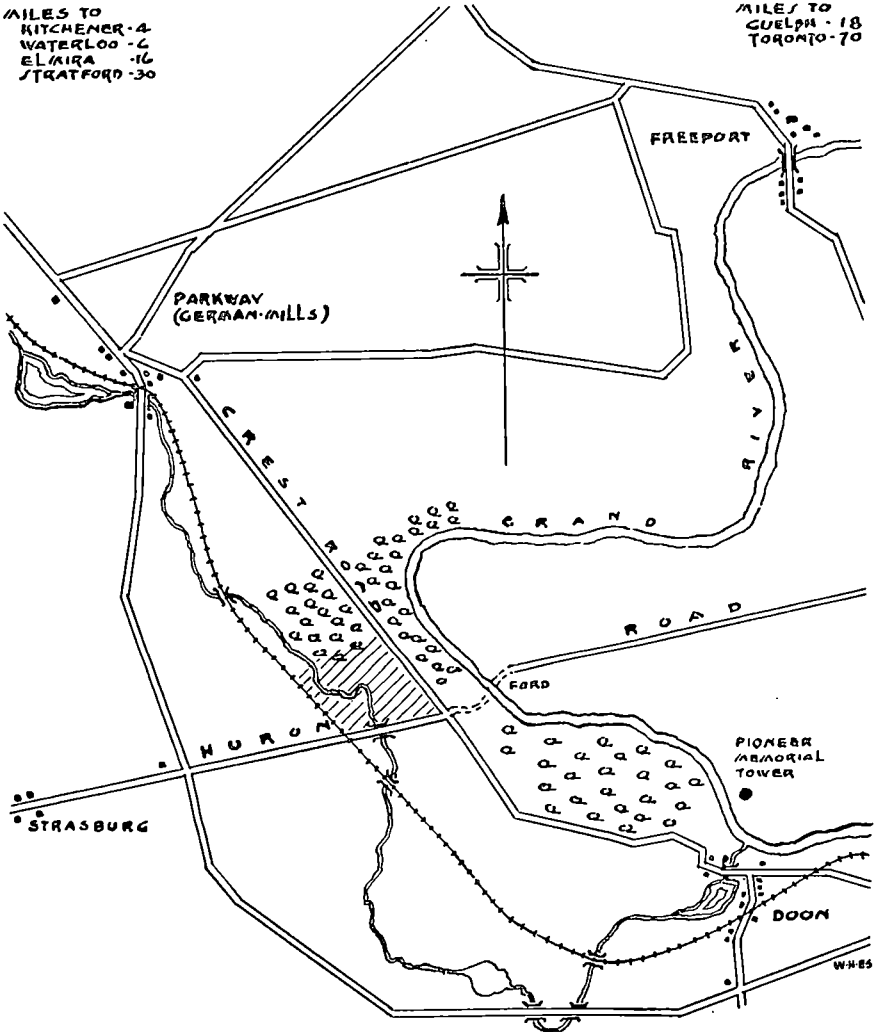 MILES TO
KITCHENER - 4
WATERLOO - 6
ELMIRA - 16
STRATFORD - 30
MILES TO
GUELPH - 18
TORONTO - 70
FREEPORT
PARKWAY
(GERMAN-MILLS)
CREST ROAD
GRAND RIVER
HURON ROAD
FORD
PIONEER
MEMORIAL
TOWER
STRASBURG
DOON
W·H·ES